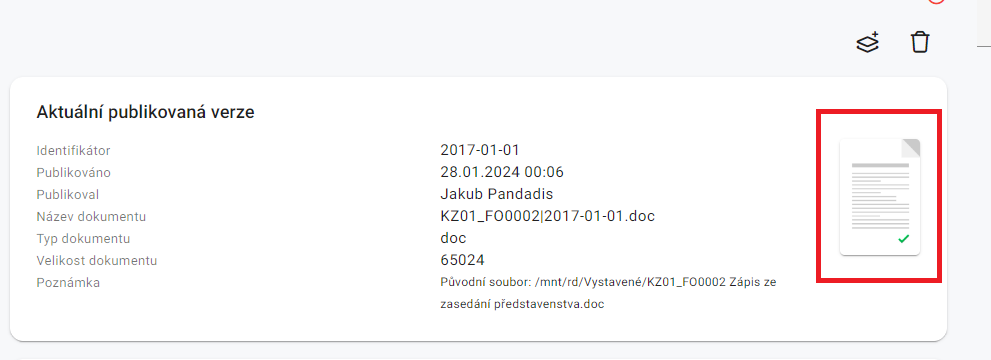 Aktuální publikovaná verze
Identifikátor 2017-01-01
Publikováno 28.01.2024 00:06
Publikoval Jakub Pandadis
Název dokumentu KZ01_FO0002|2017-01-01.doc
Typ dokumentu doc
Velikost dokumentu 65024
Poznámka Původní soubor: /mnt/rd/Vystavené/KZ01_FO0002 Zápis ze
zasedání představenstva.doc